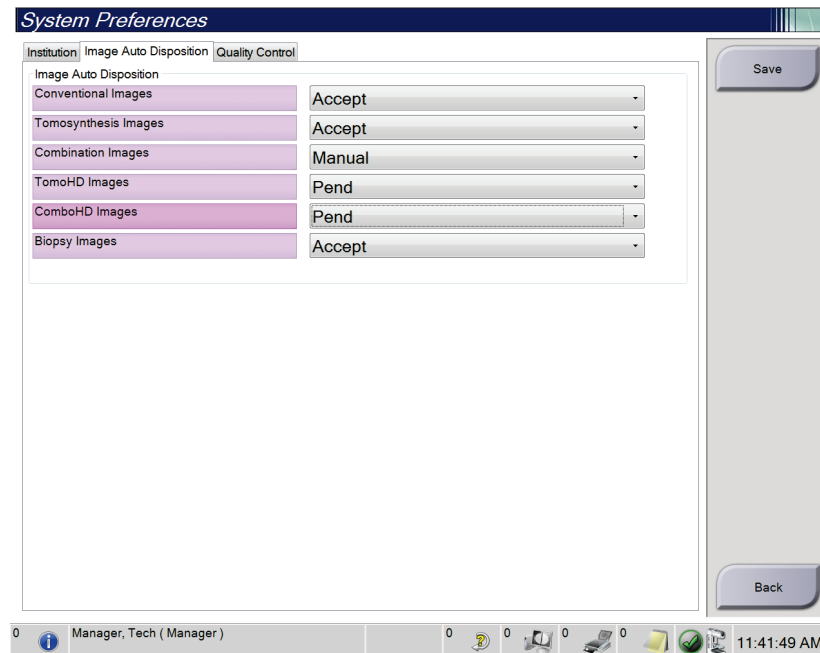 System Preferences
Institution Image Auto Disposition Quality Control
Save
Image Auto Disposition
Conventional Images Accept
Tomosynthesis Images Accept
Combination Images Manual
TomoHD Images Pend
ComboHD Images Pend
Biopsy Images Accept
Back
0 Manager, Tech ( Manager ) 0 0 0 0 11:41:49 AM